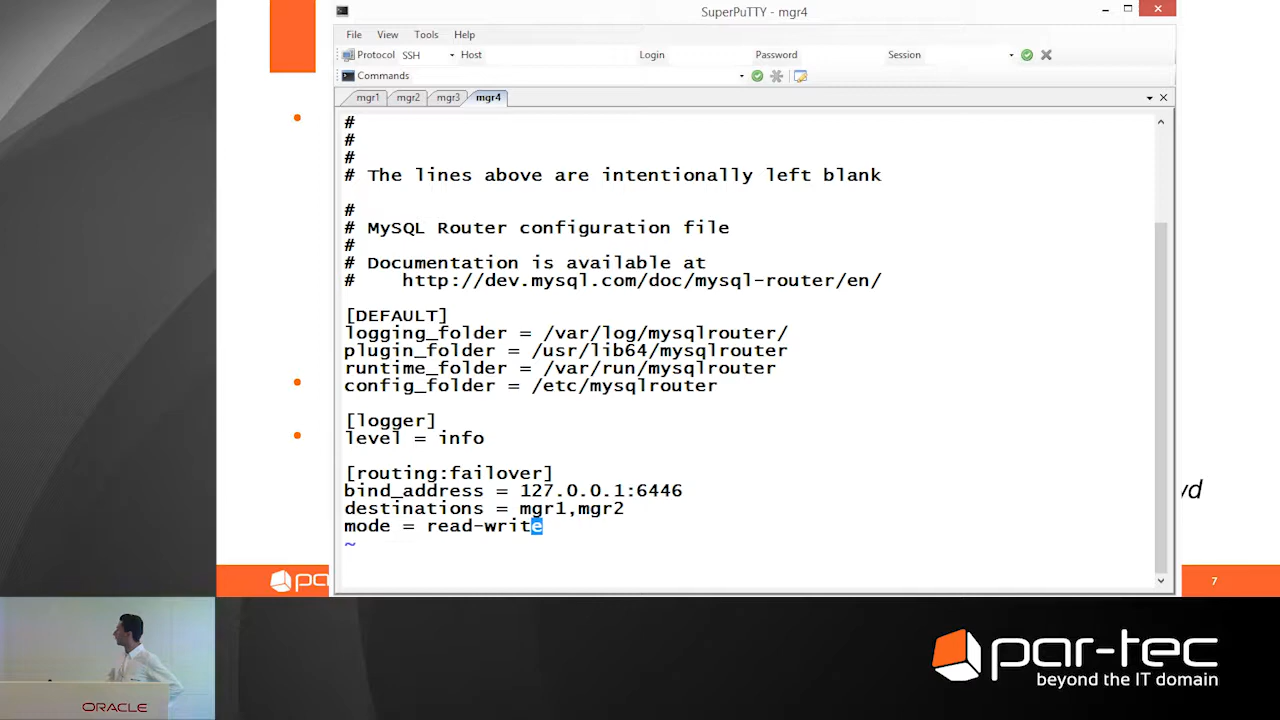 SuperPuTTY - mgr4
File View Tools Help
Protocol SSH Host Login Password Session
Commands
mgr1 mgr2 mgr3 mgr4
#
#
#
# The lines above are intentionally left blank
#
# MySQL Router configuration file
#
# Documentation is available at
# http://dev.mysql.com/doc/mysql-router/en/
[DEFAULT]
logging_folder = /var/log/mysqlrouter/
plugin_folder = /usr/lib64/mysqlrouter
runtime_folder = /var/run/mysqlrouter
config_folder = /etc/mysqlrouter
[logger]
level = info
[routing:failover]
bind_address = 127.0.0.1:6446
destinations = mgr1,mgr2
mode = read-write
~
7
ORACLE
par-tec
beyond the IT domain